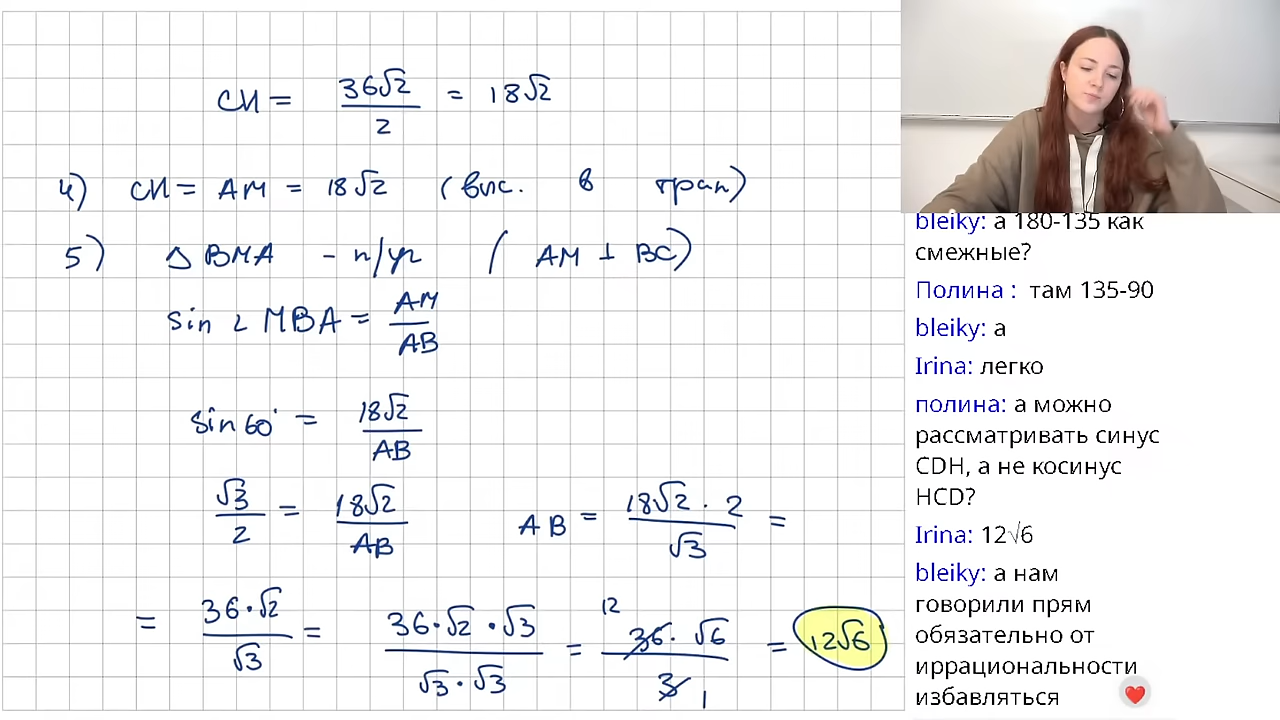 СН = 36√2 / 2 = 18√2
4) СН = АМ = 18√2 (выс. в трап)
5) △ ВМА - п/уг ( АМ ⊥ ВС)
sin ∠ МВА = АМ / АВ
sin 60° = 18√2 / АВ
√3 / 2 = 18√2 / АВ АВ = 18√2 · 2 / √3 =
= 36·√2 / √3 = 36·√2·√3 / √3·√3 = 12 36·√6 / 3 1 = 12√6
bleiky: а 180-135 как
смежные?
Полина : там 135-90
bleiky: а
Irina: легко
полина: а можно
рассматривать синус
CDH, а не косинус
HCD?
Irina: 12√6
bleiky: а нам
говорили прям
обязательно от
иррациональности
избавляться